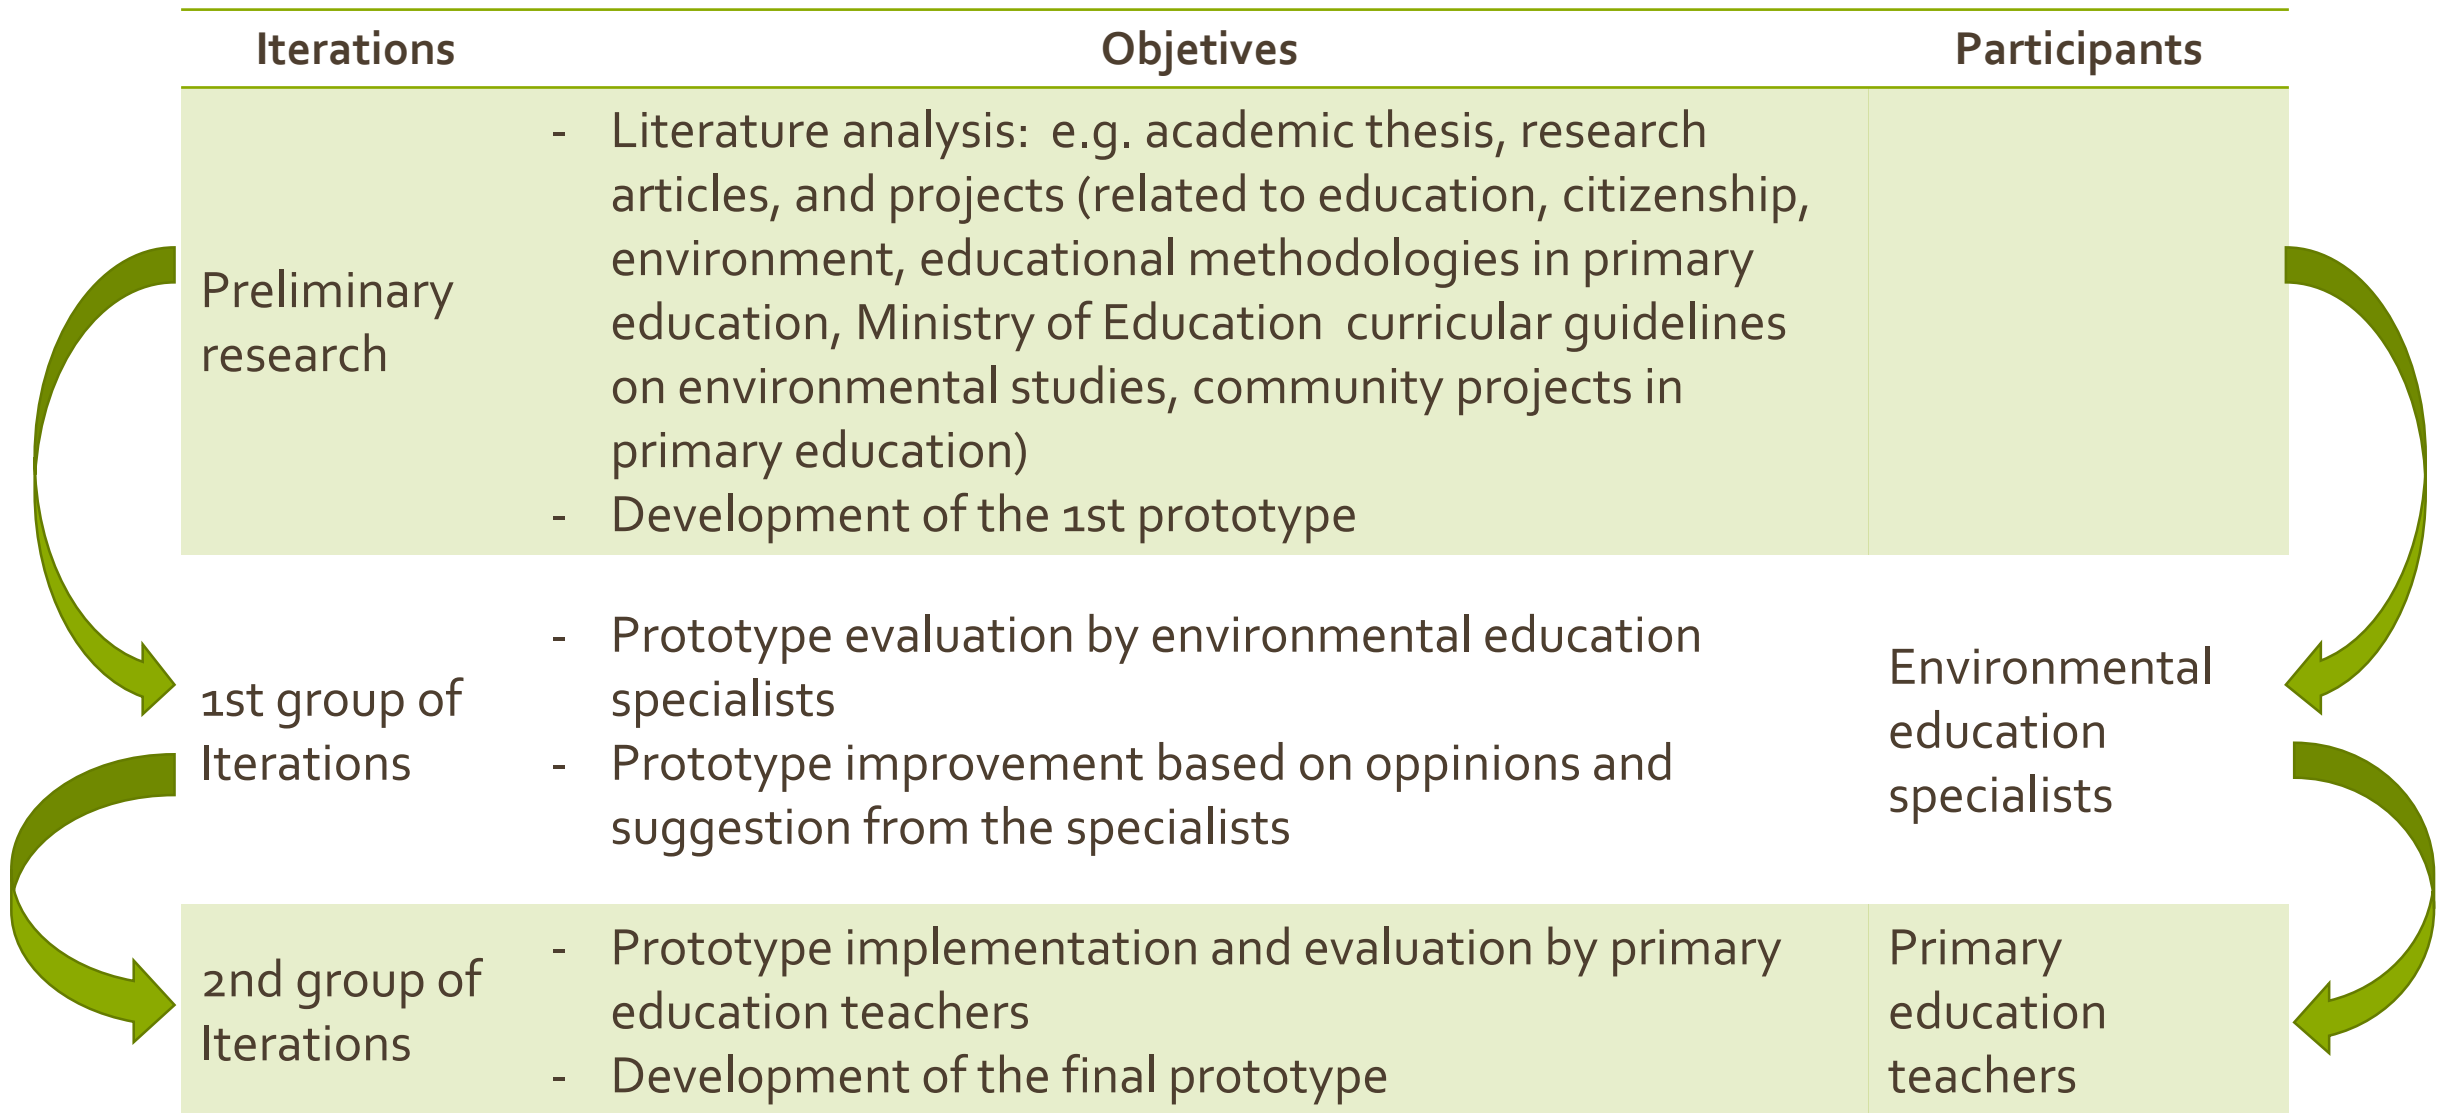 Iterations Objetives Participants
Preliminary
research
- Literature analysis: e.g. academic thesis, research
articles, and projects (related to education, citizenship,
environment, educational methodologies in primary
education, Ministry of Education curricular guidelines
on environmental studies, community projects in
primary education)
- Development of the 1st prototype
1st group of
Iterations
- Prototype evaluation by environmental education
specialists
- Prototype improvement based on oppinions and
suggestion from the specialists
Environmental
education
specialists
2nd group of
Iterations
- Prototype implementation and evaluation by primary
education teachers
- Development of the final prototype
Primary
education
teachers